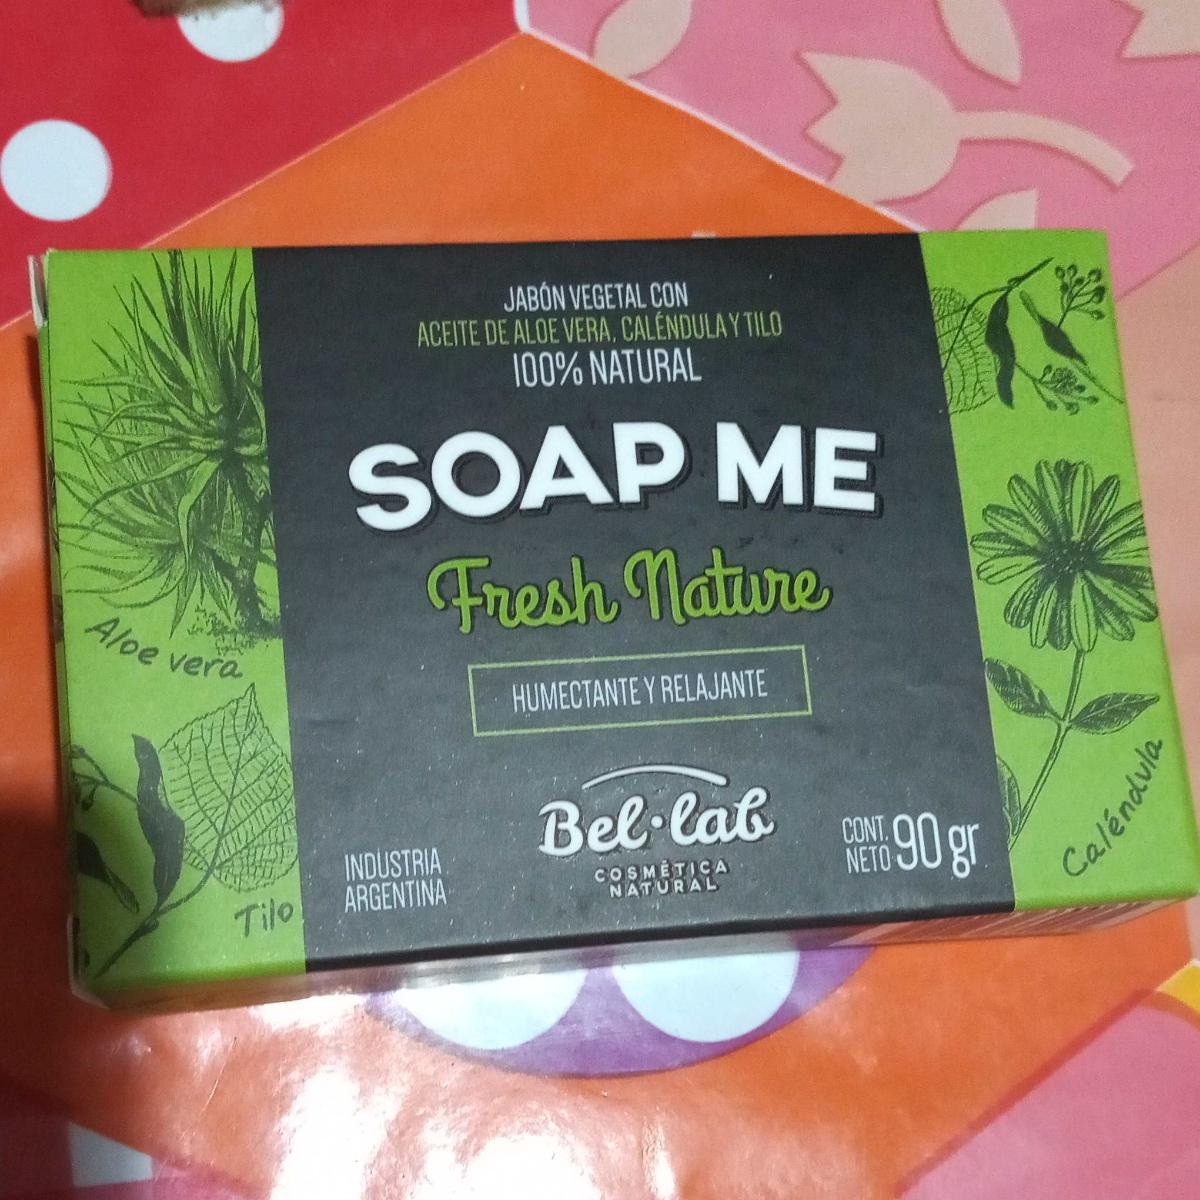 JABÓN VEGETAL CON
ACEITE DE ALOE VERA, CALÉNDULA Y TILO
100% NATURAL
SOAP ME
Fresh Nature
HUMECTANTE Y RELAJANTE
Bel·lab
COSMÉTICA
NATURAL
INDUSTRIA
ARGENTINA
CONT.
NETO 90 gr
Aloe vera
Tilo
Caléndula